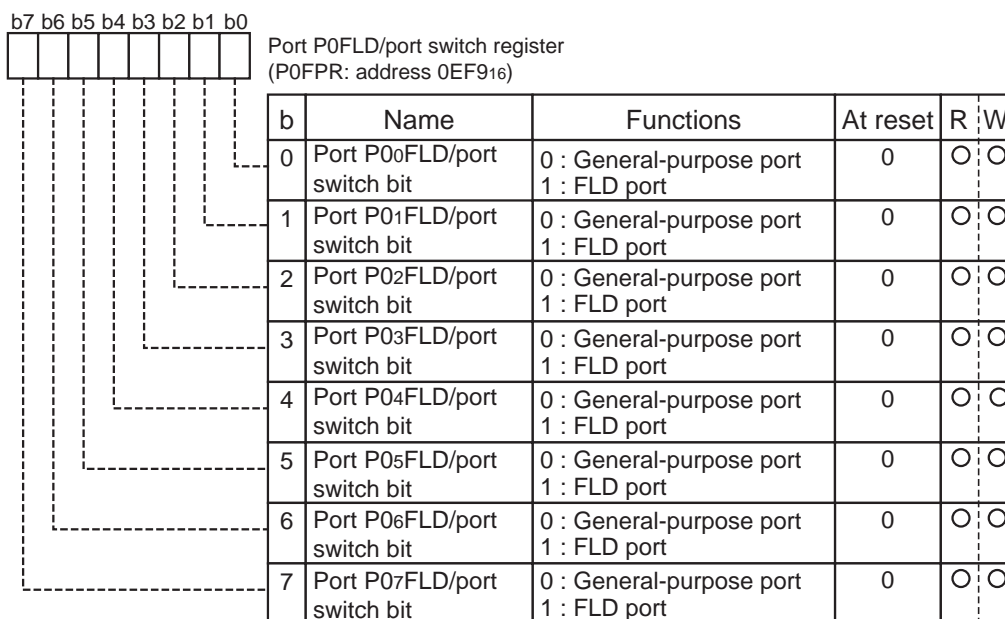 b7 b6 b5 b4 b3 b2 b1 b0
Port P0FLD/port switch register
(P0FPR: address 0EF916)
b Name Functions At reset R W
0 Port P00FLD/port switch bit 0 : General-purpose port 0 ○ ○
1 : FLD port
1 Port P01FLD/port switch bit 0 : General-purpose port 0 ○ ○
1 : FLD port
2 Port P02FLD/port switch bit 0 : General-purpose port 0 ○ ○
1 : FLD port
3 Port P03FLD/port switch bit 0 : General-purpose port 0 ○ ○
1 : FLD port
4 Port P04FLD/port switch bit 0 : General-purpose port 0 ○ ○
1 : FLD port
5 Port P05FLD/port switch bit 0 : General-purpose port 0 ○ ○
1 : FLD port
6 Port P06FLD/port switch bit 0 : General-purpose port 0 ○ ○
1 : FLD port
7 Port P07FLD/port switch bit 0 : General-purpose port 0 ○ ○
1 : FLD port